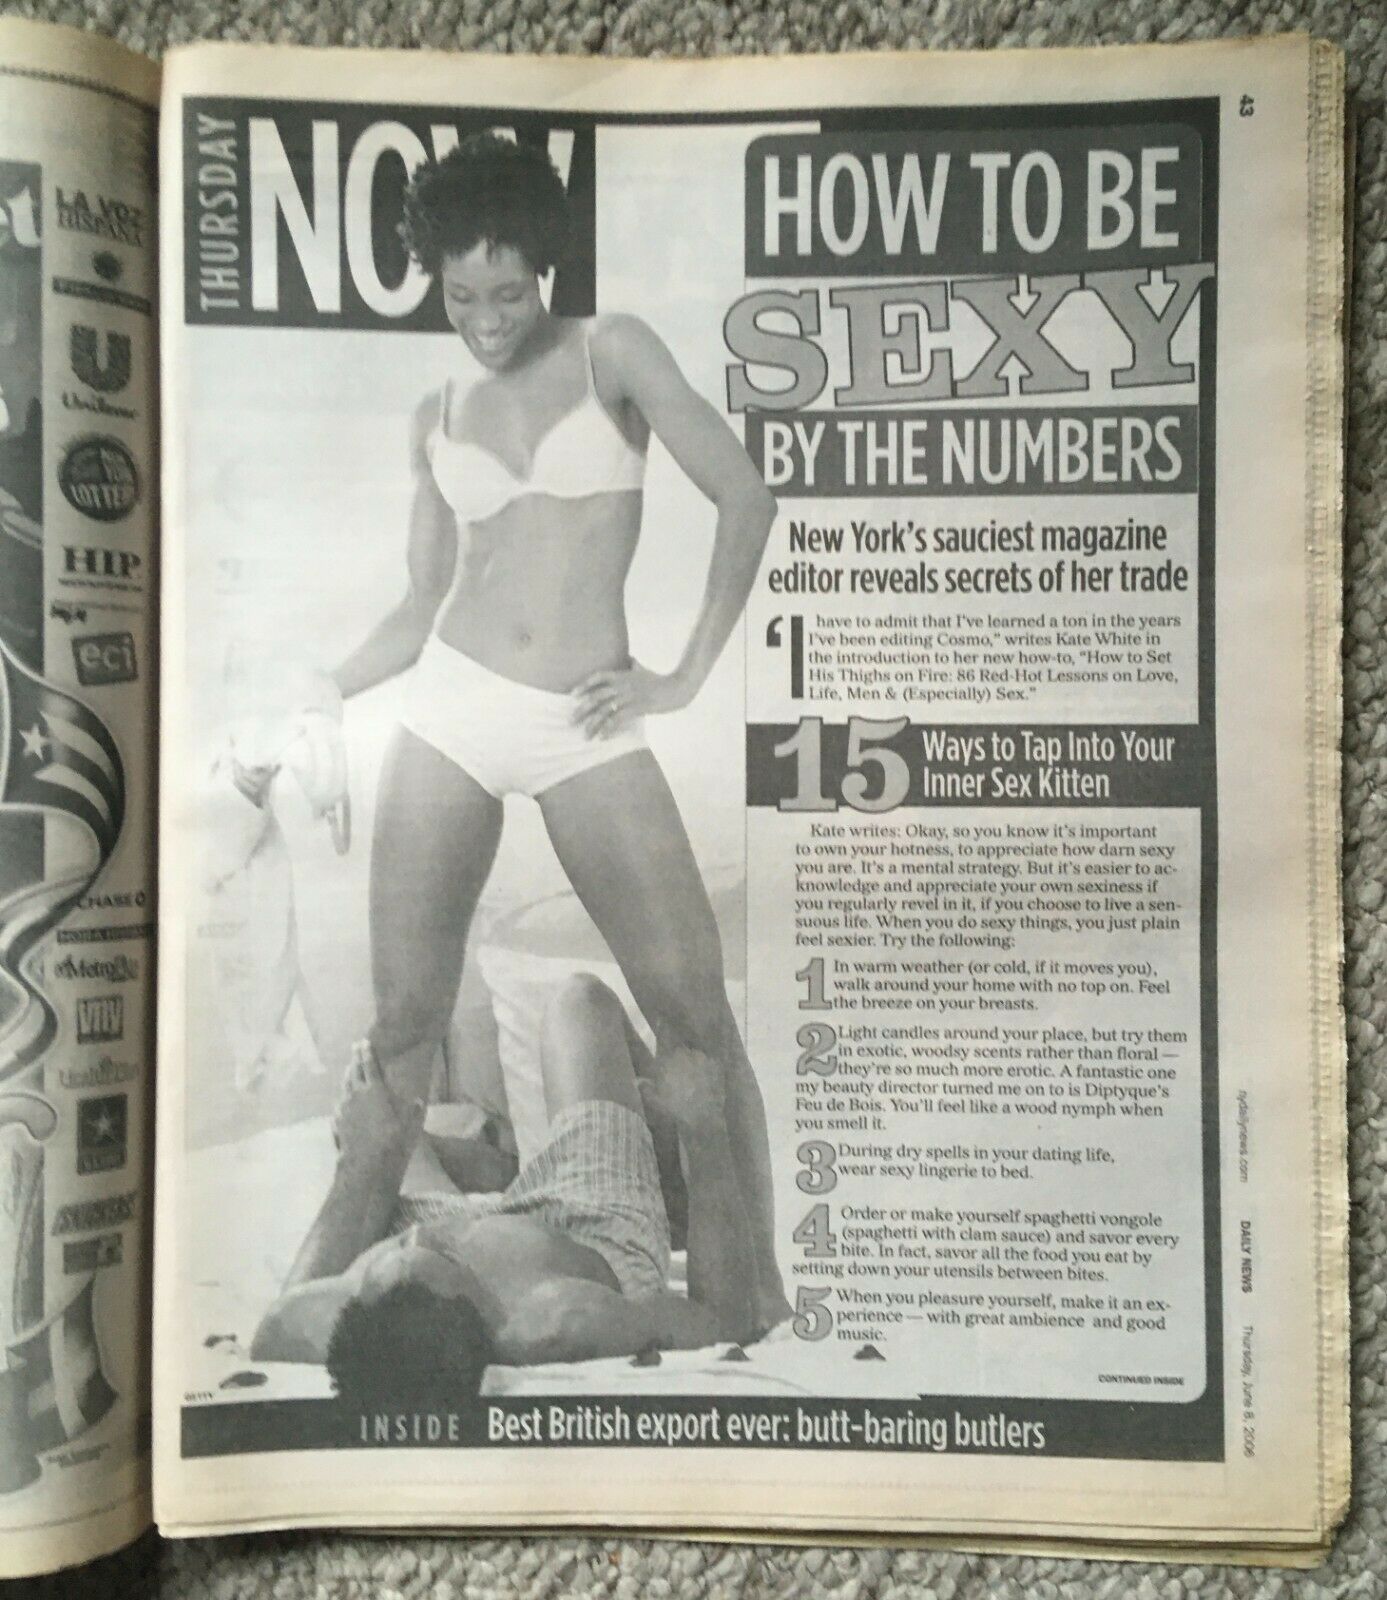 LA VOZ
HISPANA
Unilever
LOTTERY
HIP
eci
CHASE
Metro
THURSDAY
NOW
HOW TO BE
SEXY
BY THE NUMBERS
New York's sauciest magazine
editor reveals secrets of her trade
‘I have to admit that I've learned a ton in the years
I've been editing Cosmo,” writes Kate White in
the introduction to her new how-to, “How to Set
His Thighs on Fire: 86 Red-Hot Lessons on Love,
Life, Men & (Especially) Sex.”
15 Ways to Tap Into Your
Inner Sex Kitten
Kate writes: Okay, so you know it's important
to own your hotness, to appreciate how darn sexy
you are. It's a mental strategy. But it's easier to ac-
knowledge and appreciate your own sexiness if
you regularly revel in it, if you choose to live a sen-
suous life. When you do sexy things, you just plain
feel sexier. Try the following:
1 In warm weather (or cold, if it moves you),
walk around your home with no top on. Feel
the breeze on your breasts.
2 Light candles around your place, but try them
in exotic, woodsy scents rather than floral —
they're so much more erotic. A fantastic one
my beauty director turned me on to is Diptyque's
Feu de Bois. You'll feel like a wood nymph when
you smell it.
3 During dry spells in your dating life,
wear sexy lingerie to bed.
4 Order or make yourself spaghetti vongole
(spaghetti with clam sauce) and savor every
bite. In fact, savor all the food you eat by
setting down your utensils between bites.
5 When you pleasure yourself, make it an ex-
perience — with great ambience and good
music.
CONTINUED INSIDE
GETTY
INSIDE Best British export ever: butt-baring butlers
43
nydailynews.com DAILY NEWS Thursday, June 8, 2006